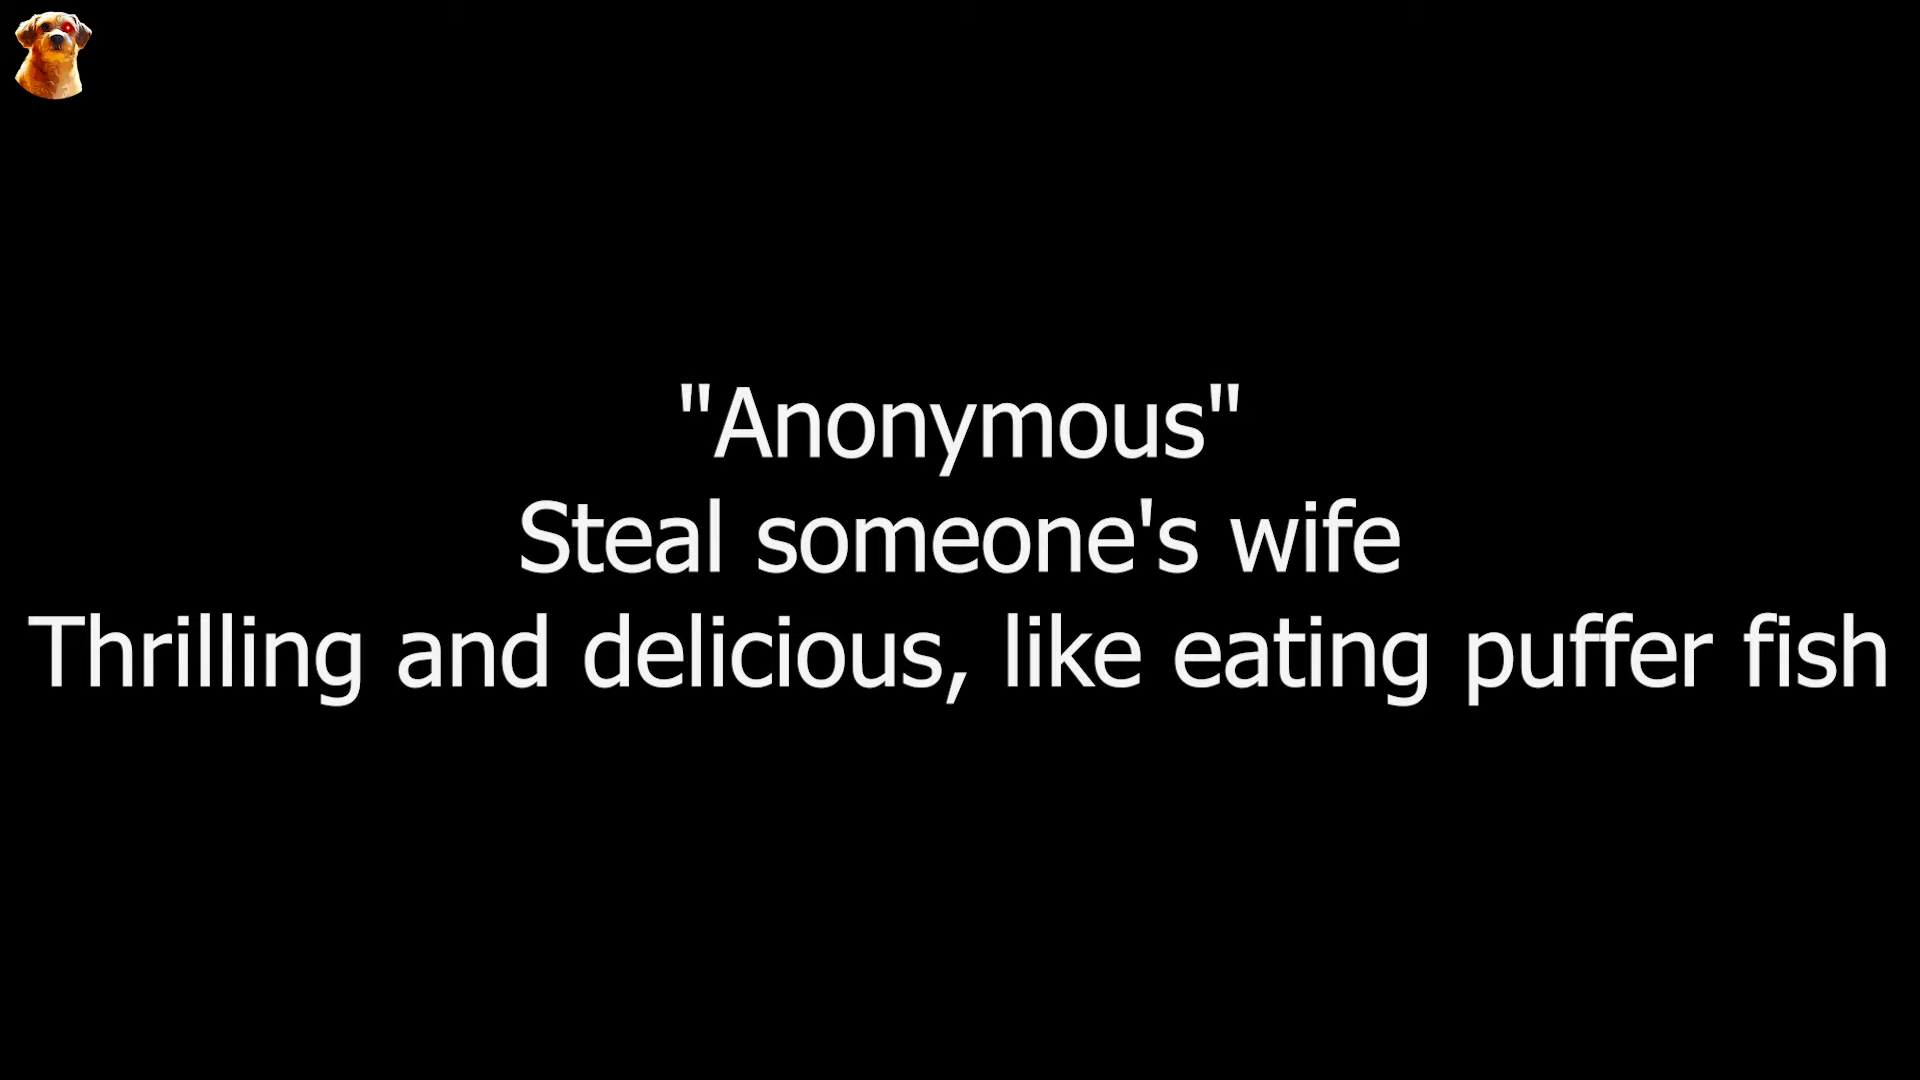 "Anonymous"
Steal someone's wife
Thrilling and delicious, like eating puffer fish